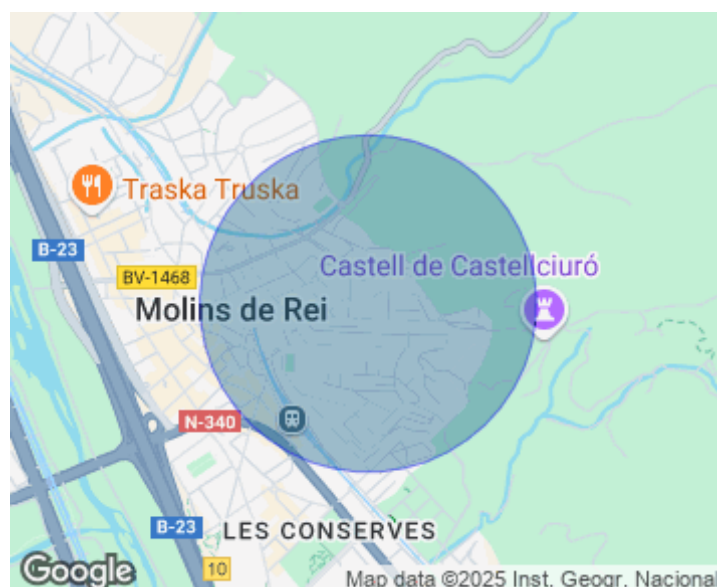 Traska Truska
B-23
BV-1468
Castell de Castellciuró
Molins de Rei
N-340
B-23
LES CONSERVES
10
Google
Map data ©2025 Inst. Geogr. Nacional